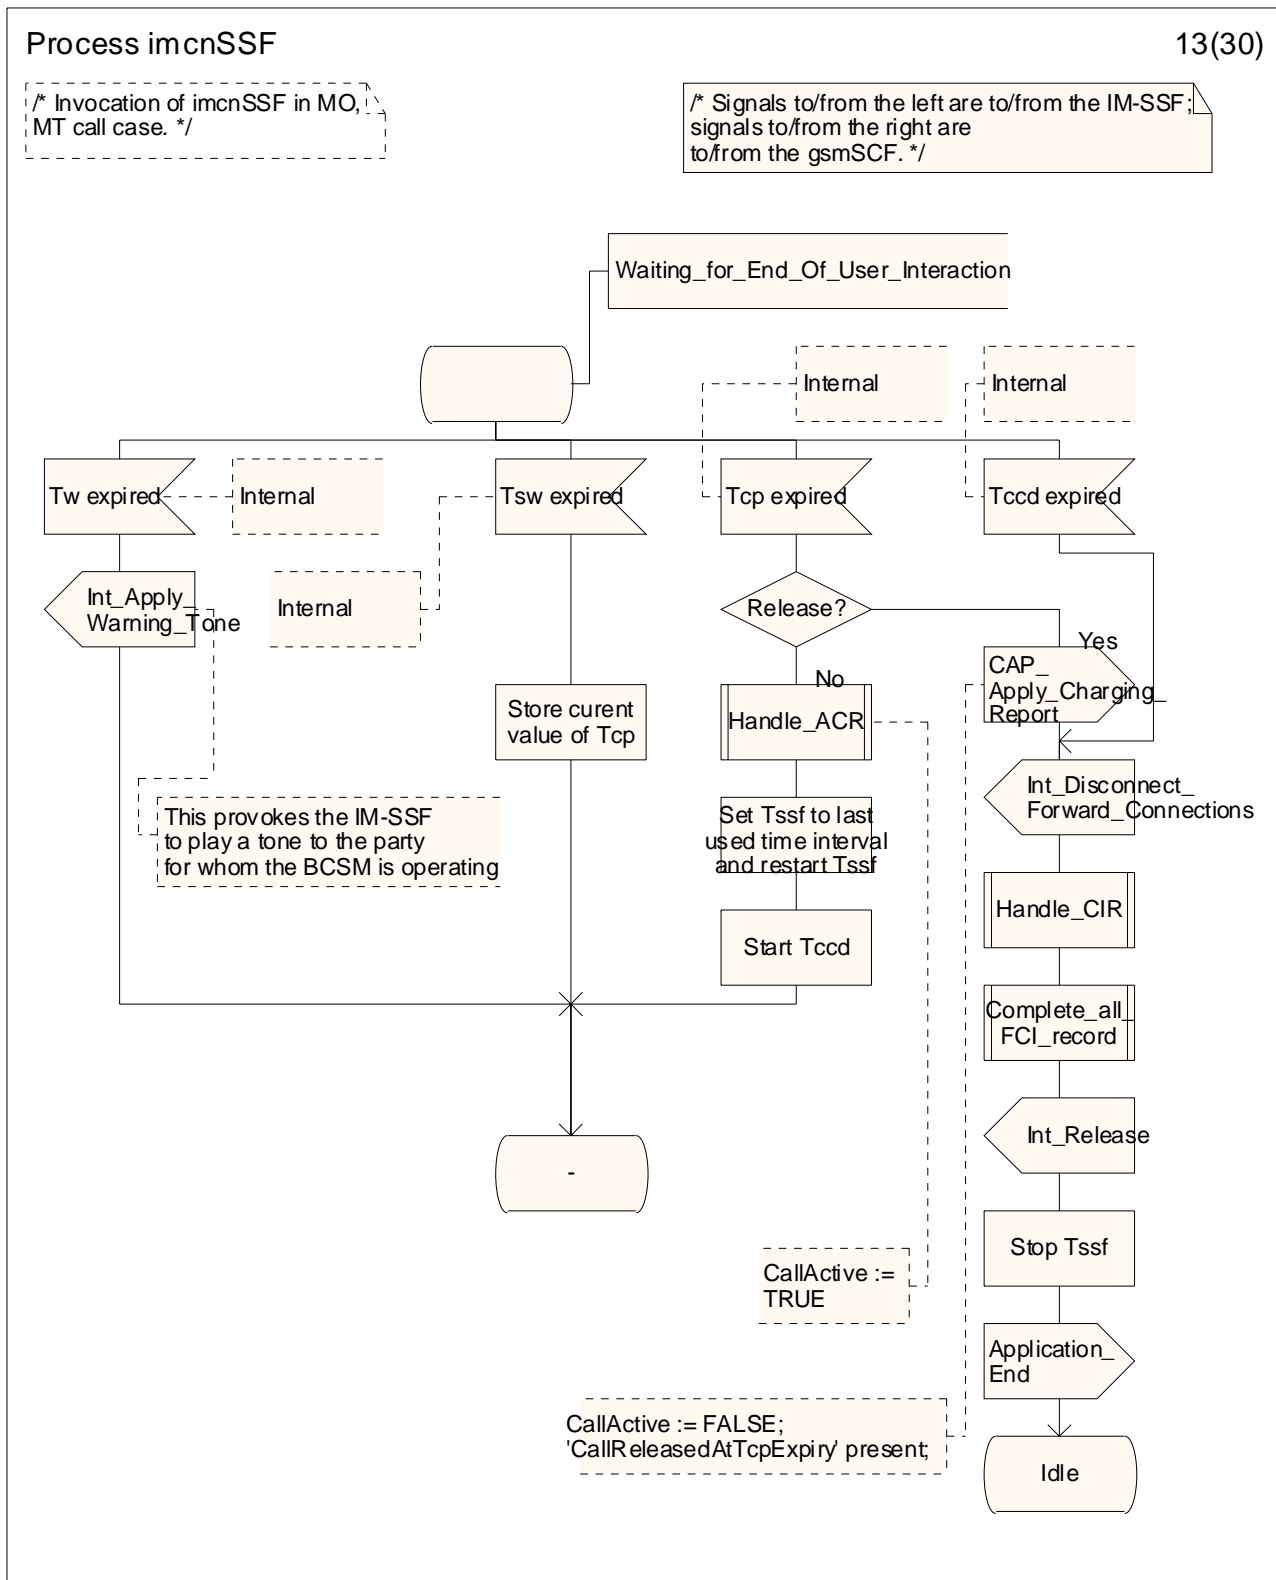 Process imcnSSF
13(30)
/* Invocation of imcnSSF in MO,
MT call case. */
/* Signals to/from the left are to/from the IM-SSF;
signals to/from the right are
to/from the gsmSCF. */
Waiting_for_End_Of_User_Interaction
Internal
Internal
Tw expired
Internal
Tsw expired
Tcp expired
Tccd expired
Int_Apply_
Warning_Tone
Internal
Release?
Yes
No
CAP_
Apply_Charging_
Report
Store curent
value of Tcp
Handle_ACR
Int_Disconnect_
Forward_Connections
This provokes the IM-SSF
to play a tone to the party
for whom the BCSM is operating
Set Tssf to last
used time interval
and restart Tssf
Handle_CIR
Start Tccd
Complete_all_
FCI_record
Int_Release
-
Stop Tssf
CallActive :=
TRUE
Application_
End
CallActive := FALSE;
'CallReleasedAtTcpExpiry' present;
Idle